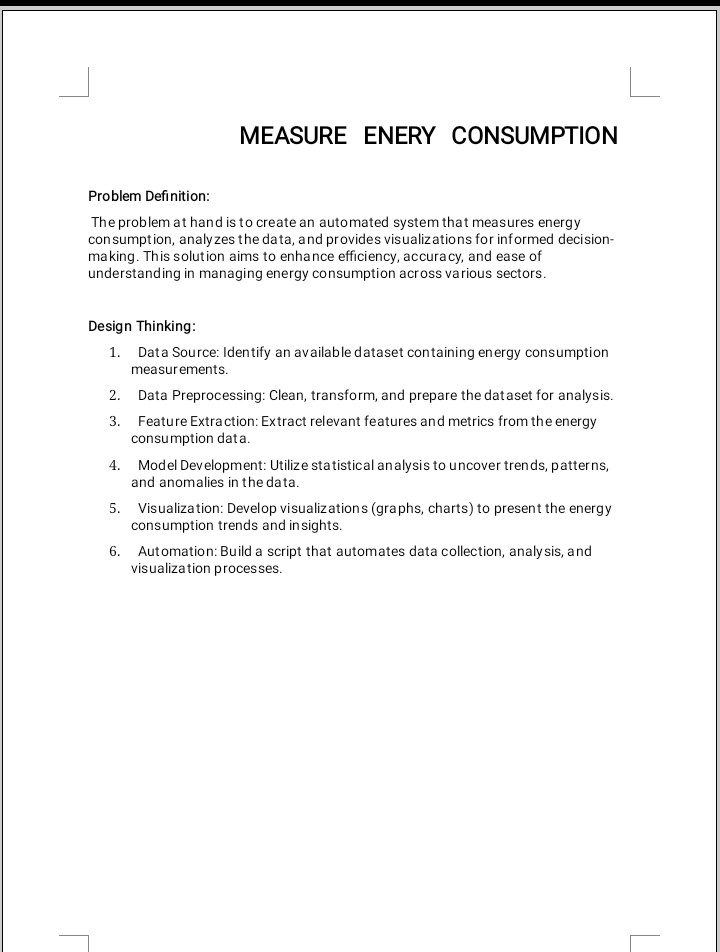 MEASURE ENERY CONSUMPTION
Problem Definition:
The problem at hand is to create an automated system that measures energy
consumption, analyzes the data, and provides visualizations for informed decision-
making. This solution aims to enhance efficiency, accuracy, and ease of
understanding in managing energy consumption across various sectors.
Design Thinking:
1. Data Source: Identify an available dataset containing energy consumption
measurements.
2. Data Preprocessing: Clean, transform, and prepare the dataset for analysis.
3. Feature Extraction: Extract relevant features and metrics from the energy
consumption data.
4. Model Development: Utilize statistical analysis to uncover trends, patterns,
and anomalies in the data.
5. Visualization: Develop visualizations (graphs, charts) to present the energy
consumption trends and insights.
6. Automation: Build a script that automates data collection, analysis, and
visualization processes.